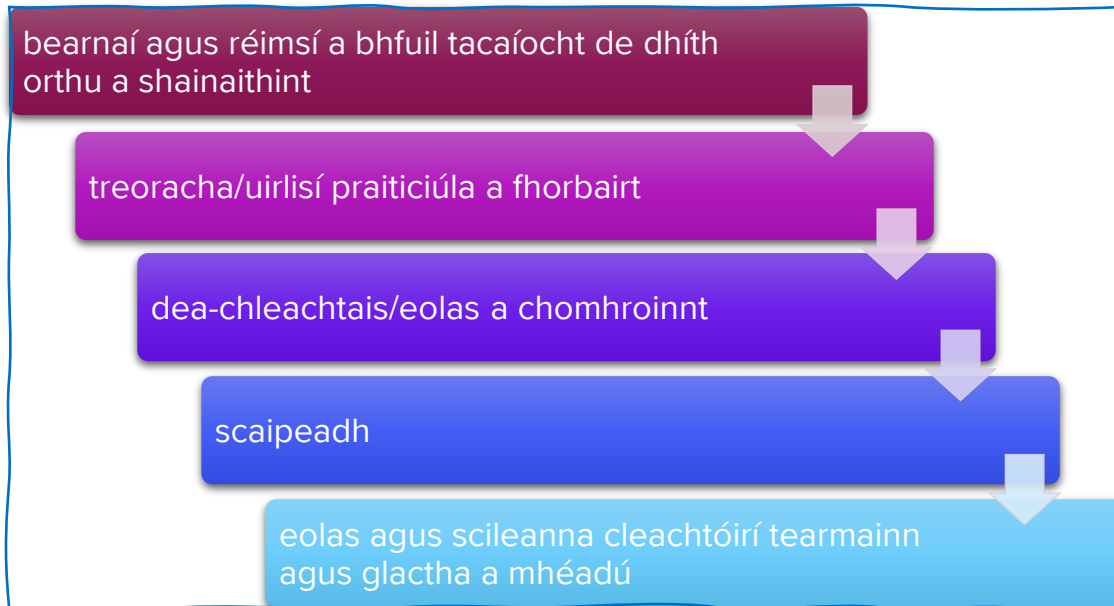 bearnaí agus réimsí a bhfuil tacaíocht de dhíth
orthu a shainaithint
treoracha/uirlisí praiticiúla a fhorbairt
dea-chleachtais/eolas a chomhroinnt
scaipeadh
eolas agus scileanna cleachtóirí tearmainn
agus glactha a mhéadú